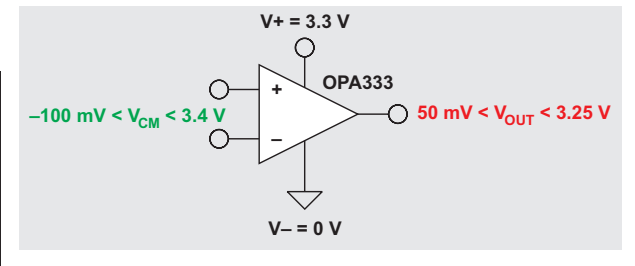 V+ = 3.3 V
OPA333
+
–100 mV < VCM < 3.4 V
50 mV < VOUT < 3.25 V
–
V– = 0 V